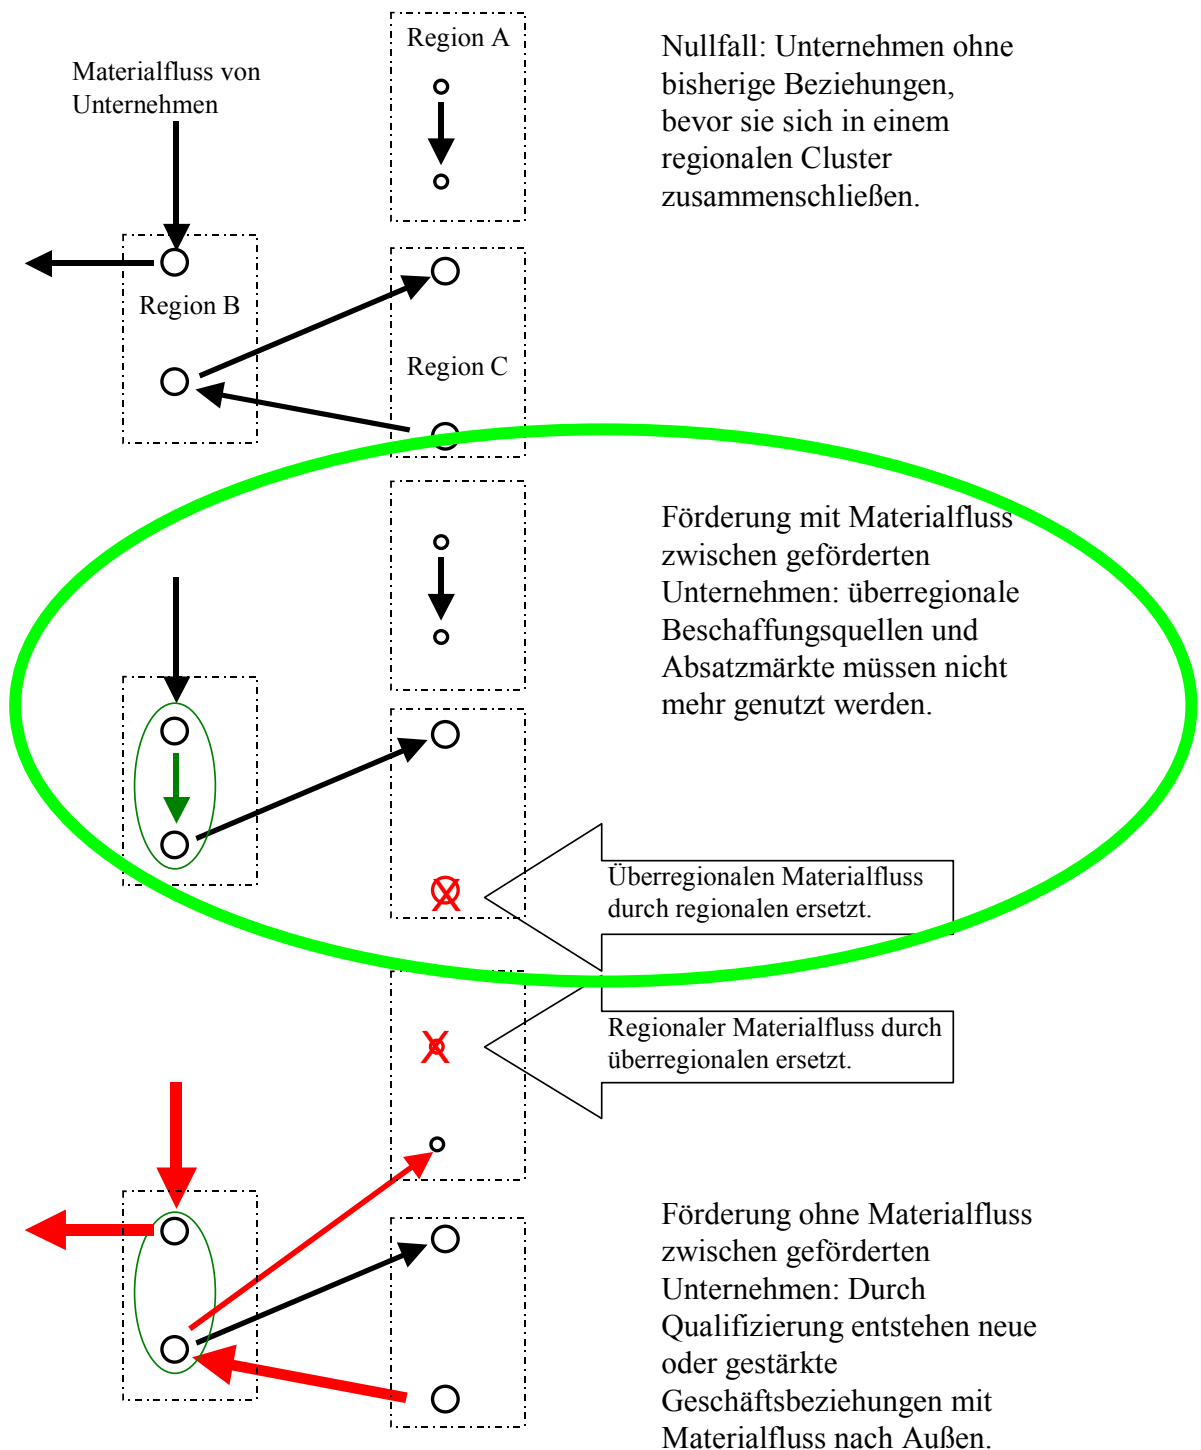 Region A
Materialfluss von
Unternehmen
Nullfall: Unternehmen ohne
bisherige Beziehungen,
bevor sie sich in einem
regionalen Cluster
zusammenschließen.
Region B
Region C
Förderung mit Materialfluss
zwischen geförderten
Unternehmen: überregionale
Beschaffungsquellen und
Absatzmärkte müssen nicht
mehr genutzt werden.
X
Überregionalen Materialfluss
durch regionalen ersetzt.
X
Regionaler Materialfluss durch
überregionalen ersetzt.
Förderung ohne Materialfluss
zwischen geförderten
Unternehmen: Durch
Qualifizierung entstehen neue
oder gestärkte
Geschäftsbeziehungen mit
Materialfluss nach Außen.